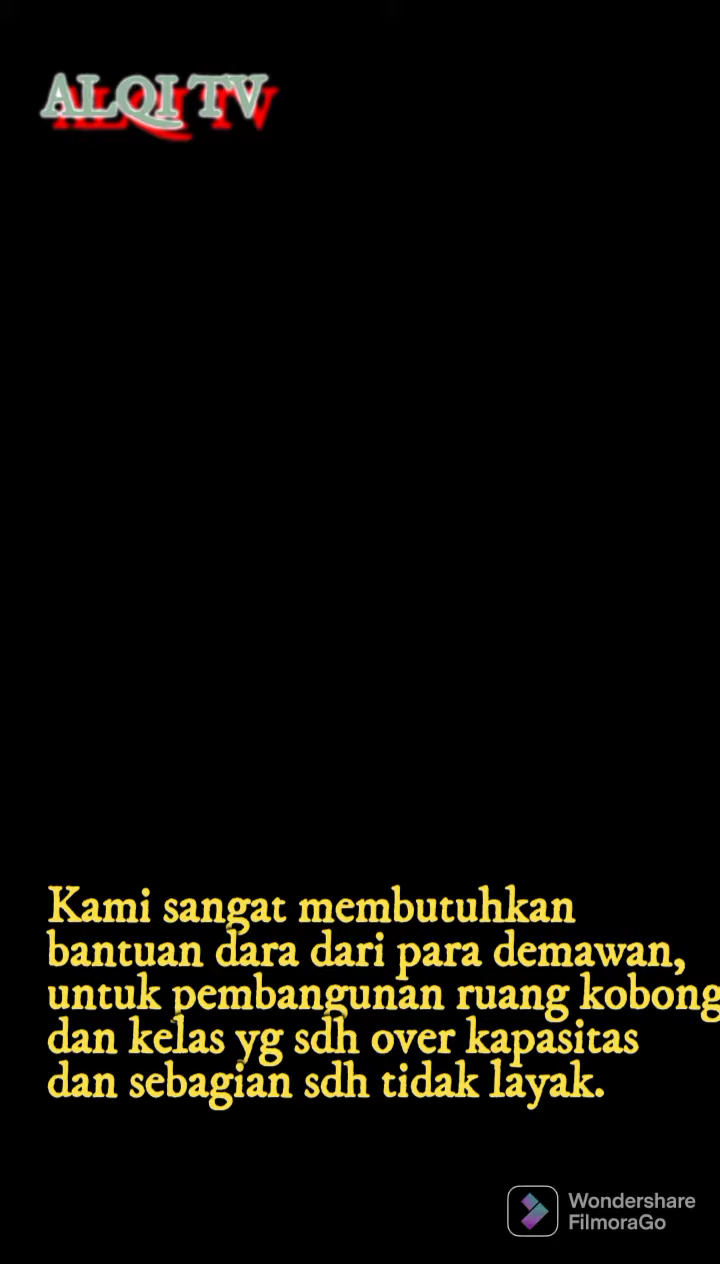 ALQI TV
Kami sangat membutuhkan
bantuan dara dari para demawan,
untuk pembangunan ruang kobong
dan kelas yg sdh over kapasitas
dan sebagian sdh tidak layak.
Wondershare
FilmoraGo